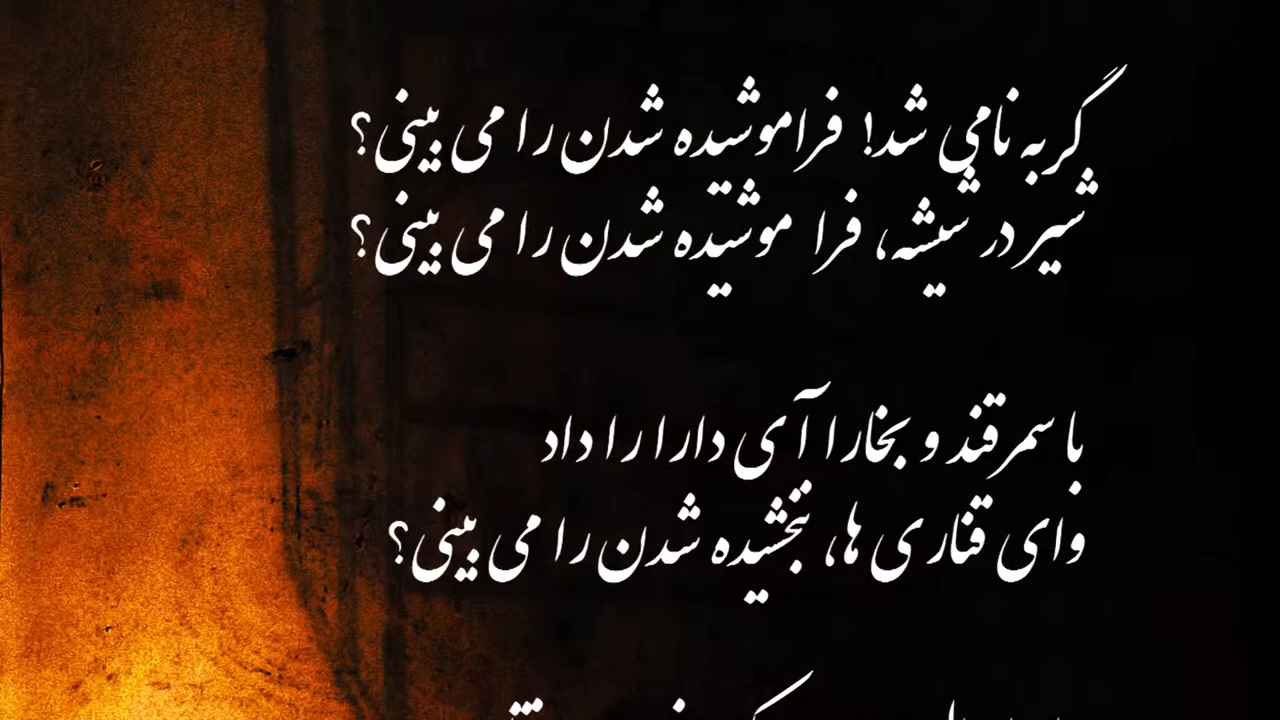 گربه نامی شد! فراموشیده شدن را می بینی؟
شیر در شیشه، فرا موشیده شدن را می بینی؟
با سمرقند و بخارا آی دارا را داد
وای قناری ها، نبخشیده شدن را می بینی؟